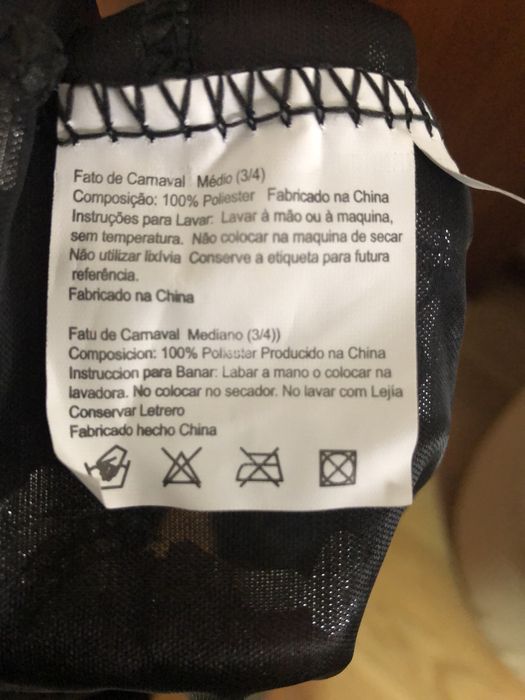 Fato de Carnaval Médio (3/4)
Composição: 100% Poliester Fabricado na China
Instruções para Lavar: Lavar à mão ou à maquina,
sem temperatura. Não colocar na maquina de secar
Não utilizar lixívia Conserve a etiqueta para futura
referência.
Fabricado na China
Fatu de Carnaval Mediano (3/4))
Composicion: 100% Poliester Producido na China
Instruccion para Banar: Labar a mano o colocar na
lavadora. No colocar no secador. No lavar com Lejía
Conservar Letrero
Fabricado hecho China